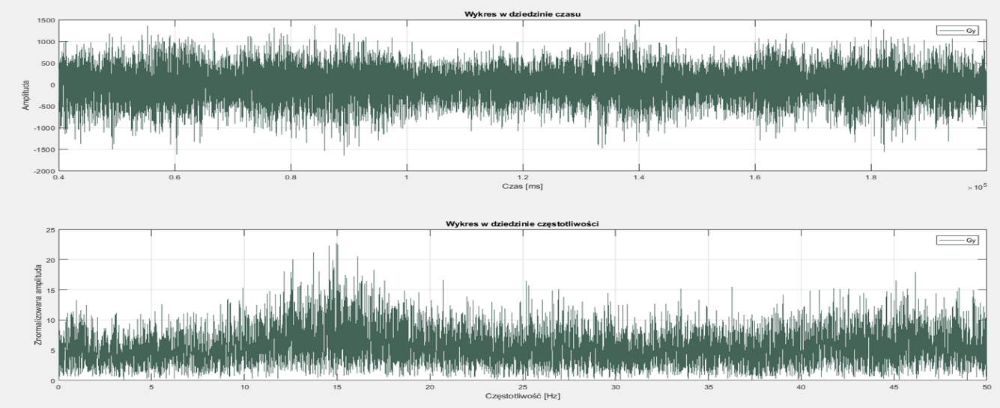 Wykres w dziedzinie czasu
1500
1000
500
0
-500
-1000
-1500
-2000
Amplituda
Gy
0.4 0.6 0.8 1 1.2 1.4 1.6 1.8
×10^5
Czas [ms]
Wykres w dziedzinie częstotliwości
25
20
15
10
5
0
Znormalizowana amplituda
Gy
0 5 10 15 20 25 30 35 40 45 50
Częstotliwość [Hz]